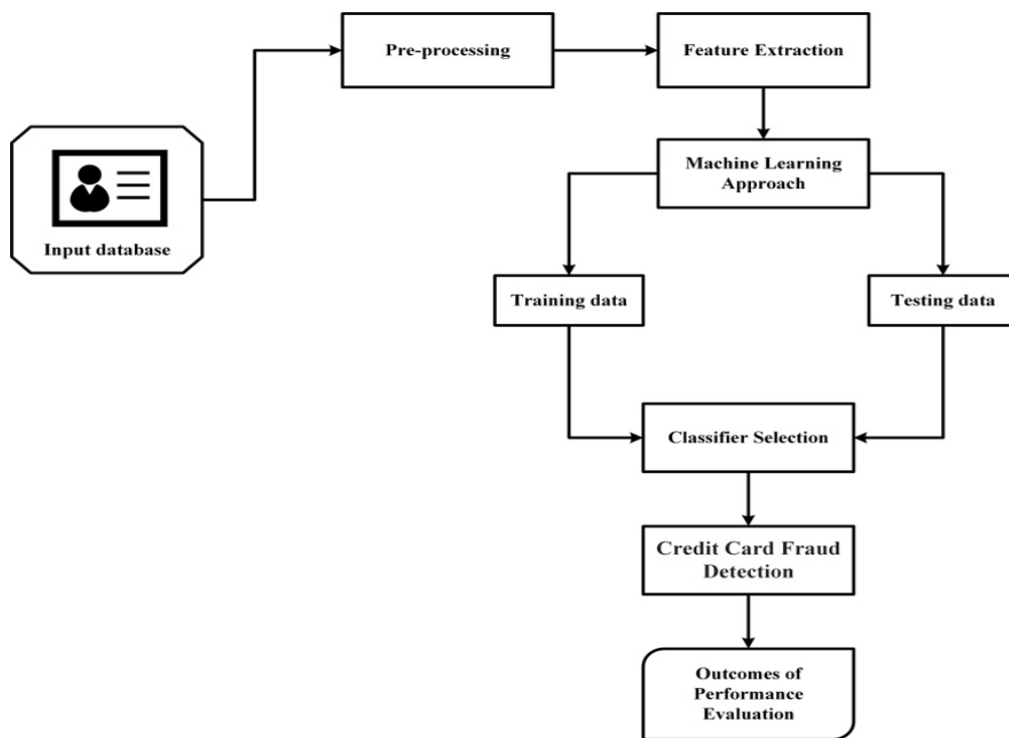 Pre-processing
Feature Extraction
Input database
Machine Learning
Approach
Training data
Testing data
Classifier Selection
Credit Card Fraud
Detection
Outcomes of
Performance
Evaluation